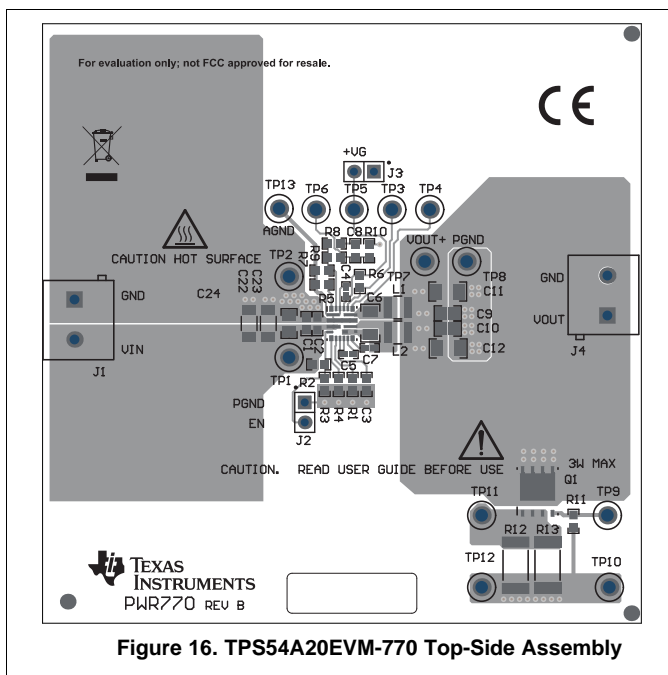 For evaluation only; not FCC approved for resale.
CE
+VG
J3
TP13
TP6
TP5
TP3
TP4
AGND
R8
C8
R10
CAUTION HOT SURFACE
TP2
R9
R7
C4
R6
TP7
VOUT+
PGND
TP8
GND
C24
C22
C23
R5
C6
L1
C11
GND
C9
C10
VIN
C1
C2
L2
C12
VOUT
J1
TP1
C5
C7
J4
PGND
R2
EN
J2
R3
R4
R1
C3
CAUTION. READ USER GUIDE BEFORE USE
3W MAX
Q1
TP11
R11
TP9
R12
R13
TP12
TP10
TEXAS
INSTRUMENTS
PWR770 REV B
Figure 16. TPS54A20EVM-770 Top-Side Assembly